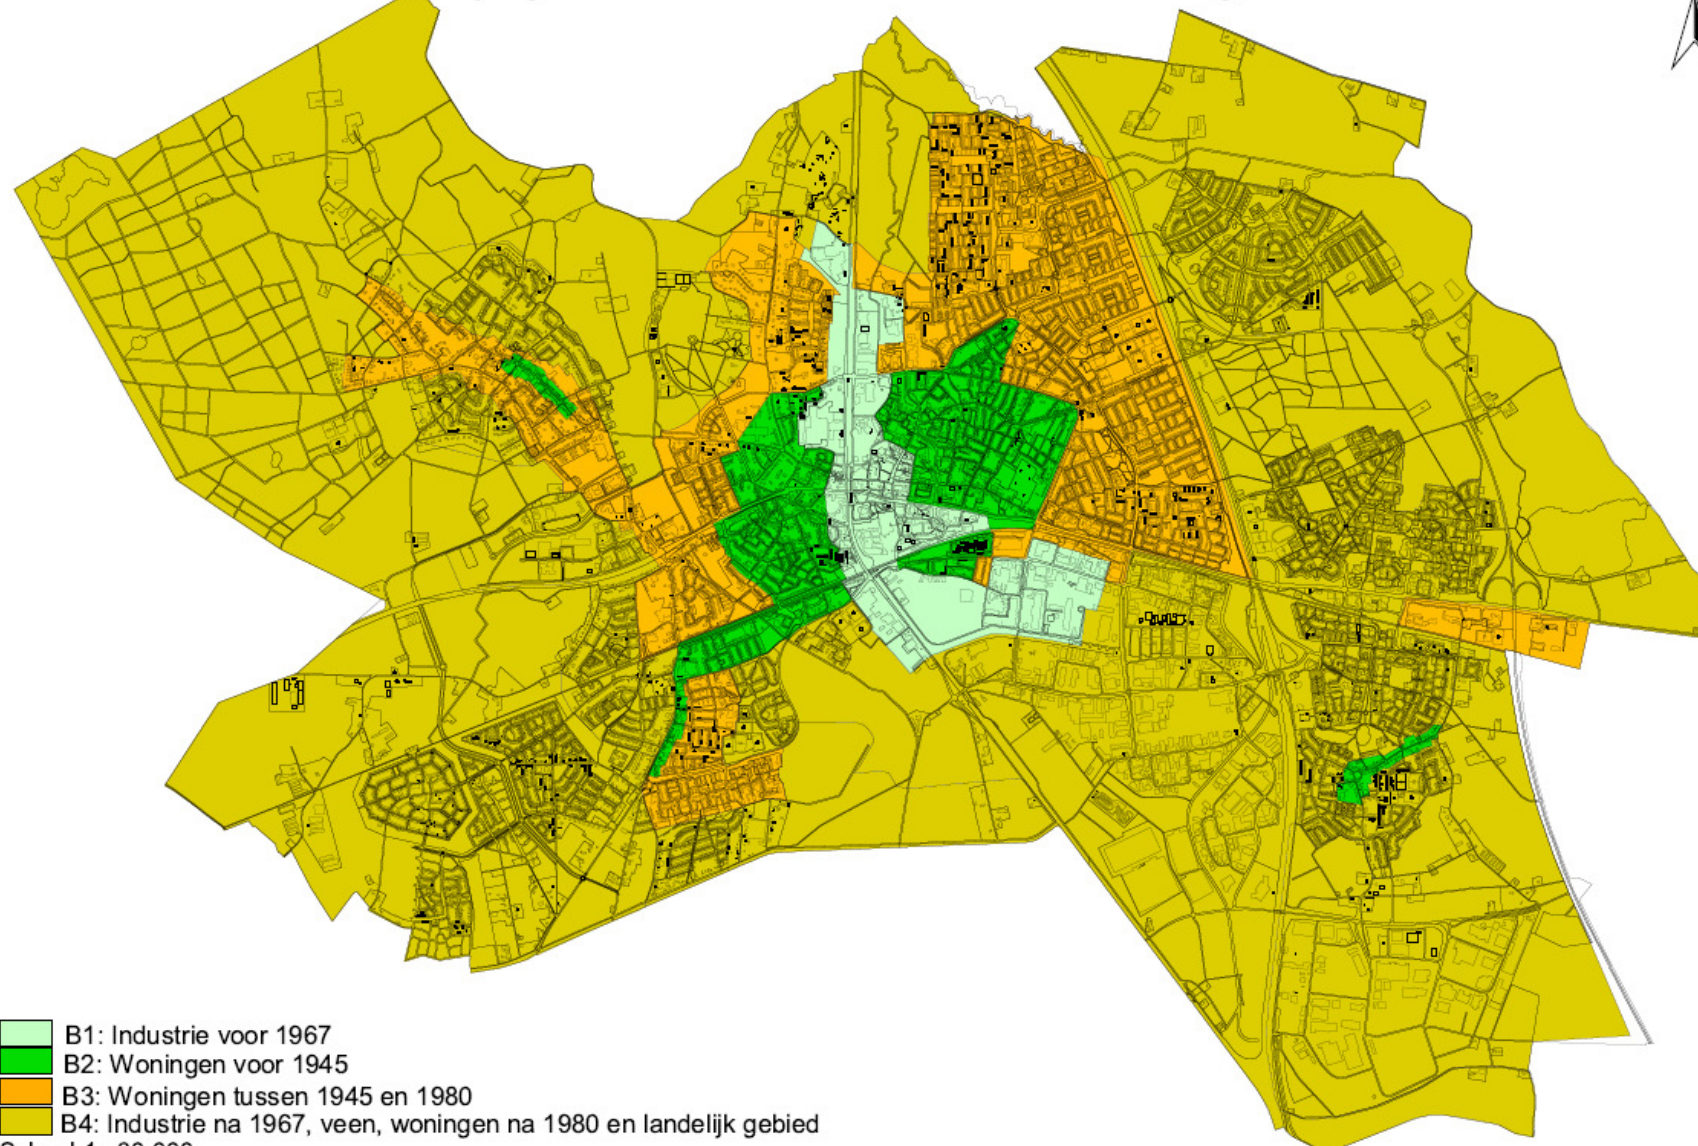 B1: Industrie voor 1967
B2: Woningen voor 1945
B3: Woningen tussen 1945 en 1980
B4: Industrie na 1967, veen, woningen na 1980 en landelijk gebied